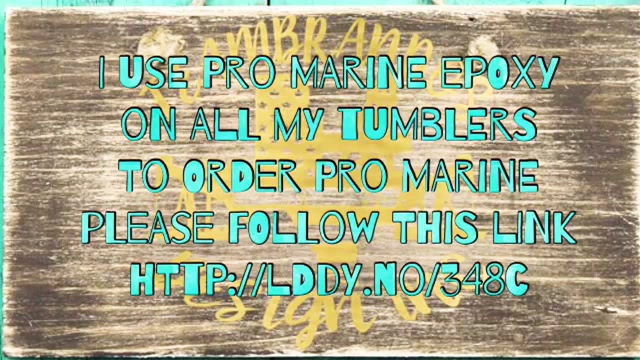 I USE PRO MARINE EPOXY
ON ALL MY TUMBLERS
TO ORDER PRO MARINE
PLEASE FOLLOW THIS LINK
HTTP://LDDY.NO/348C